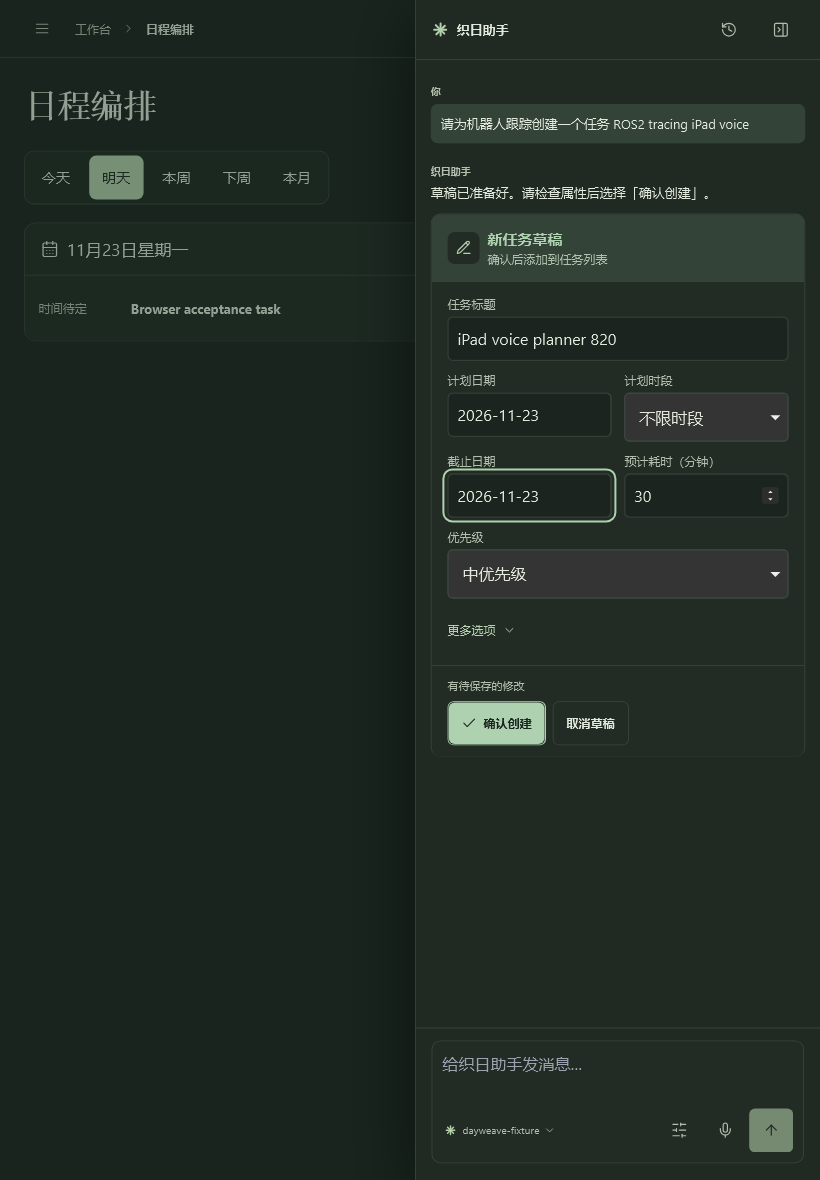 工作台 > 日程编排
日程编排
今天 明天 本周 下周 本月
11月23日星期一
时间待定 Browser acceptance task
织日助手
你
请为机器人跟踪创建一个任务 ROS2 tracing iPad voice
织日助手
草稿已准备好。请检查属性后选择「确认创建」。
新任务草稿
确认后添加到任务列表
任务标题
iPad voice planner 820
计划日期 计划时段
2026-11-23 不限时段
截止日期 预计耗时（分钟）
2026-11-23 30
优先级
中优先级
更多选项
有待保存的修改
确认创建 取消草稿
给织日助手发消息...
dayweave-fixture